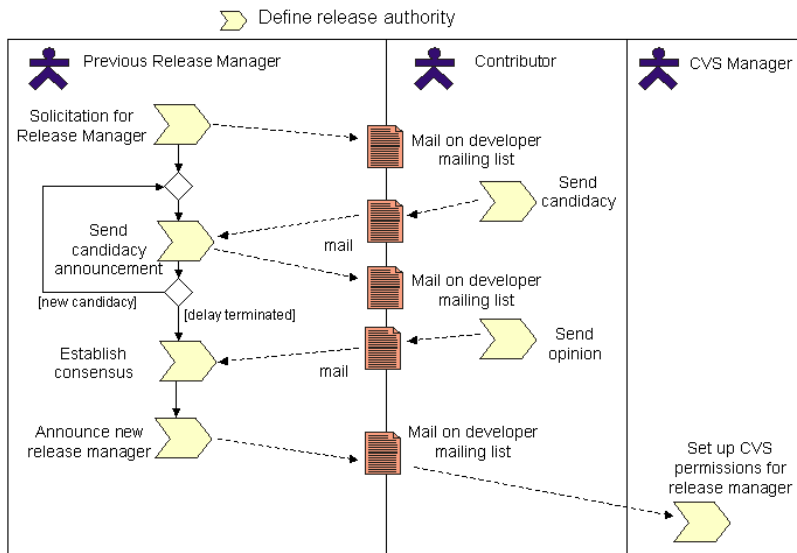 Define release authority
Previous Release Manager
Contributor
CVS Manager
Solicitation for
Release Manager
Mail on developer
mailing list
Send
candidacy
Send
candidacy
announcement
mail
Mail on developer
mailing list
[new candidacy]
[delay terminated]
Establish
consensus
mail
Send
opinion
Announce new
release manager
Mail on developer
mailing list
Set up CVS
permissions for
release manager